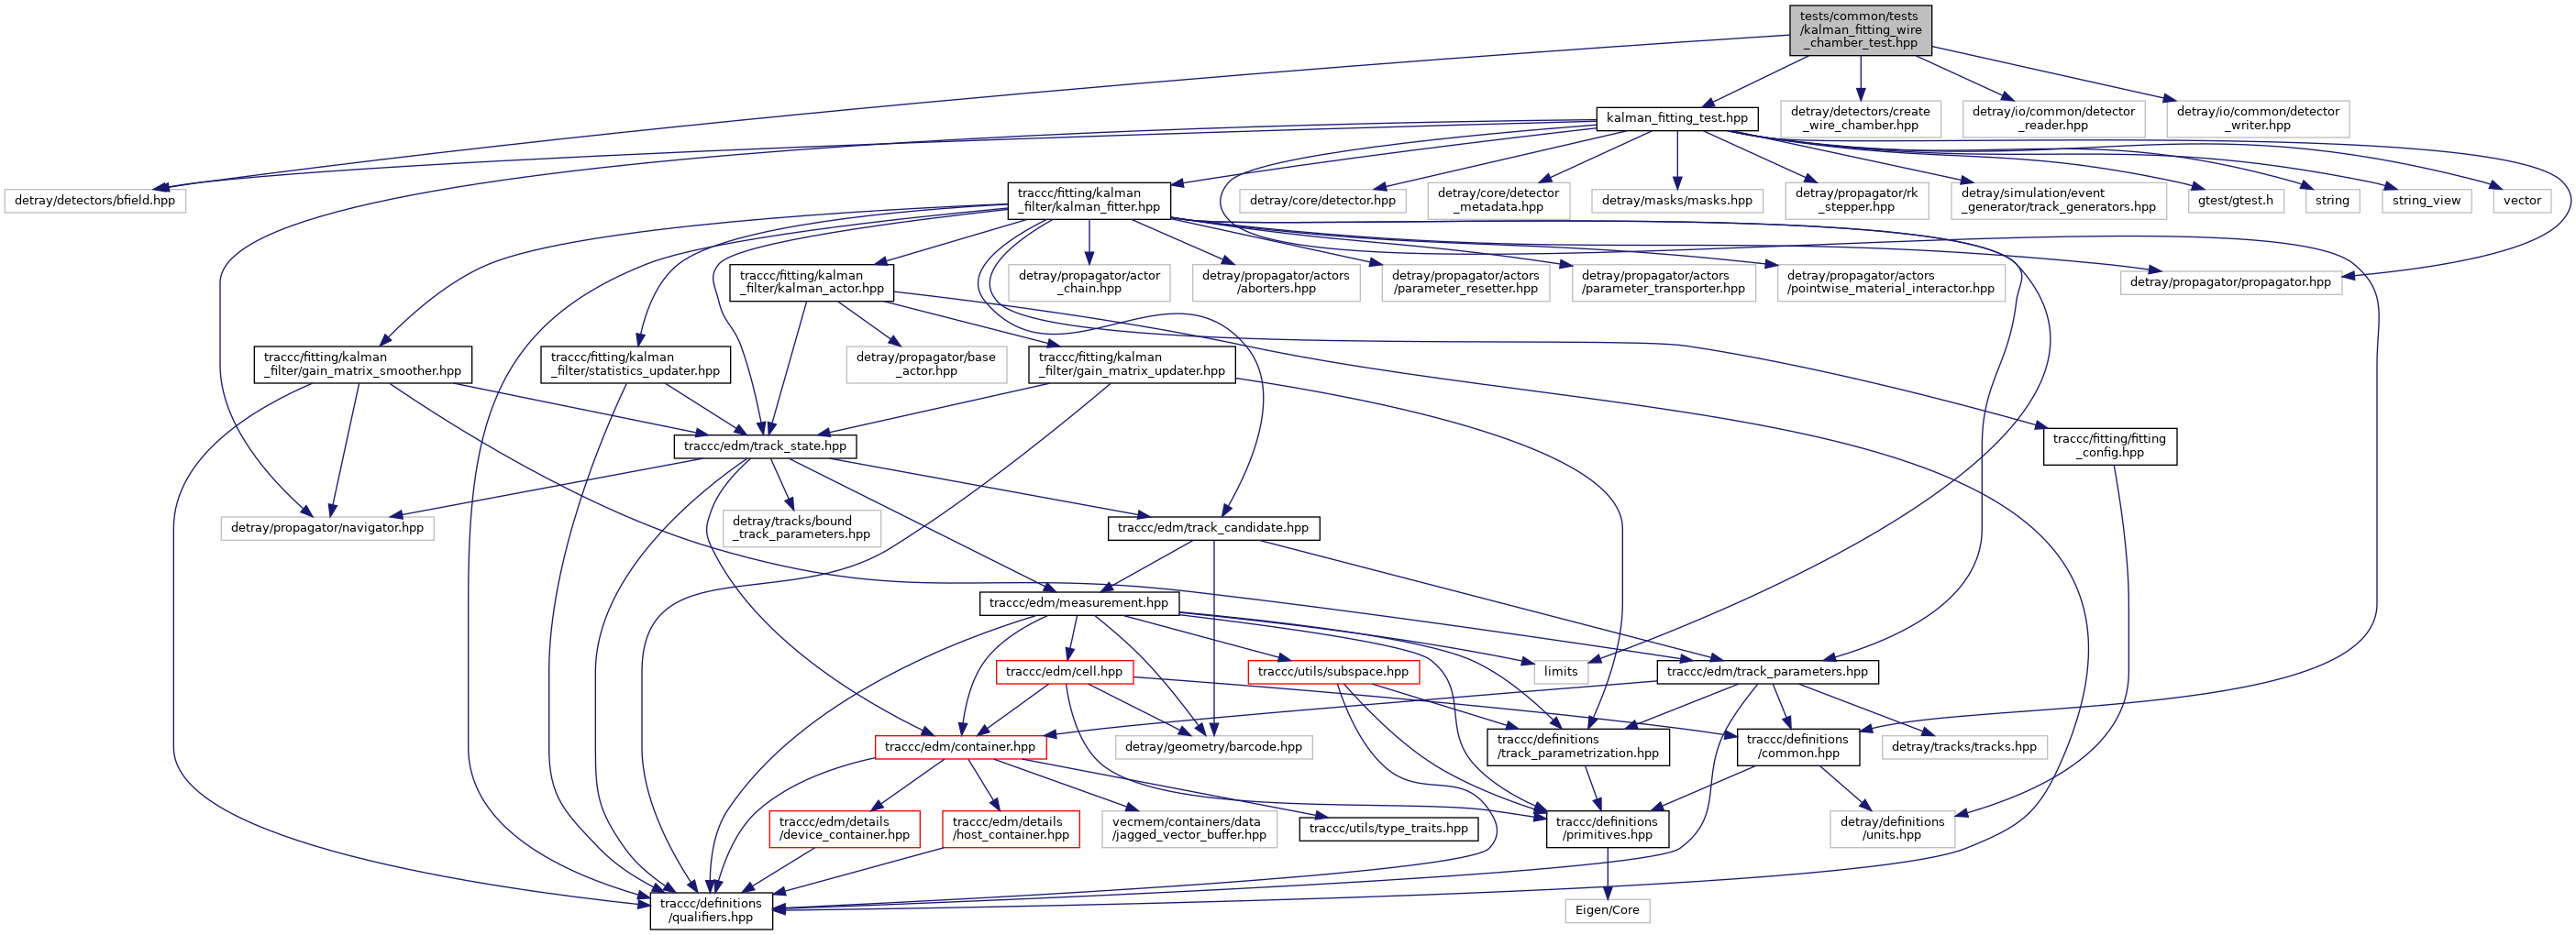 tests/common/tests
/kalman_fitting_wire
_chamber_test.hpp
kalman_fitting_test.hpp
detray/detectors/create
_wire_chamber.hpp
detray/io/common/detector
_reader.hpp
detray/io/common/detector
_writer.hpp
detray/detectors/bfield.hpp
traccc/fitting/kalman
_filter/kalman_fitter.hpp
detray/core/detector.hpp
detray/core/detector
_metadata.hpp
detray/masks/masks.hpp
detray/propagator/rk
_stepper.hpp
detray/simulation/event
_generator/track_generators.hpp
gtest/gtest.h
string
string_view
vector
traccc/fitting/kalman
_filter/kalman_actor.hpp
detray/propagator/actor
_chain.hpp
detray/propagator/actors
/aborters.hpp
detray/propagator/actors
/parameter_resetter.hpp
detray/propagator/actors
/parameter_transporter.hpp
detray/propagator/actors
/pointwise_material_interactor.hpp
detray/propagator/propagator.hpp
traccc/fitting/kalman
_filter/gain_matrix_smoother.hpp
traccc/fitting/kalman
_filter/statistics_updater.hpp
detray/propagator/base
_actor.hpp
traccc/fitting/kalman
_filter/gain_matrix_updater.hpp
traccc/edm/track_state.hpp
traccc/fitting/fitting
_config.hpp
detray/propagator/navigator.hpp
detray/tracks/bound
_track_parameters.hpp
traccc/edm/track_candidate.hpp
traccc/edm/measurement.hpp
traccc/edm/cell.hpp
traccc/utils/subspace.hpp
limits
traccc/edm/track_parameters.hpp
traccc/edm/container.hpp
detray/geometry/barcode.hpp
traccc/definitions
/track_parametrization.hpp
traccc/definitions
/common.hpp
detray/tracks/tracks.hpp
traccc/edm/details
/device_container.hpp
traccc/edm/details
/host_container.hpp
vecmem/containers/data
/jagged_vector_buffer.hpp
traccc/utils/type_traits.hpp
traccc/definitions
/primitives.hpp
detray/definitions
/units.hpp
traccc/definitions
/qualifiers.hpp
Eigen/Core